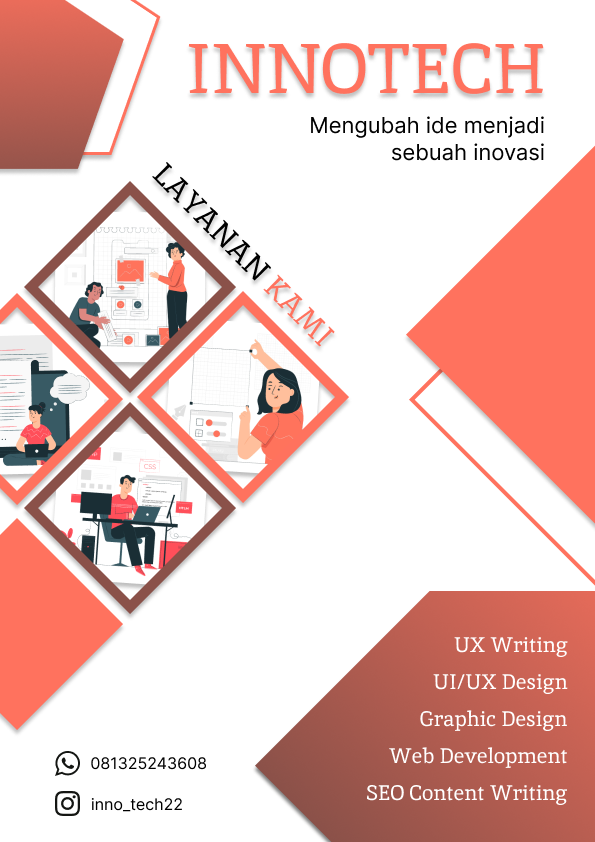 INNOTECH
Mengubah ide menjadi
sebuah inovasi
LAYANAN KAMI
CSS
UX Writing
UI/UX Design
Graphic Design
Web Development
SEO Content Writing
081325243608
inno_tech22